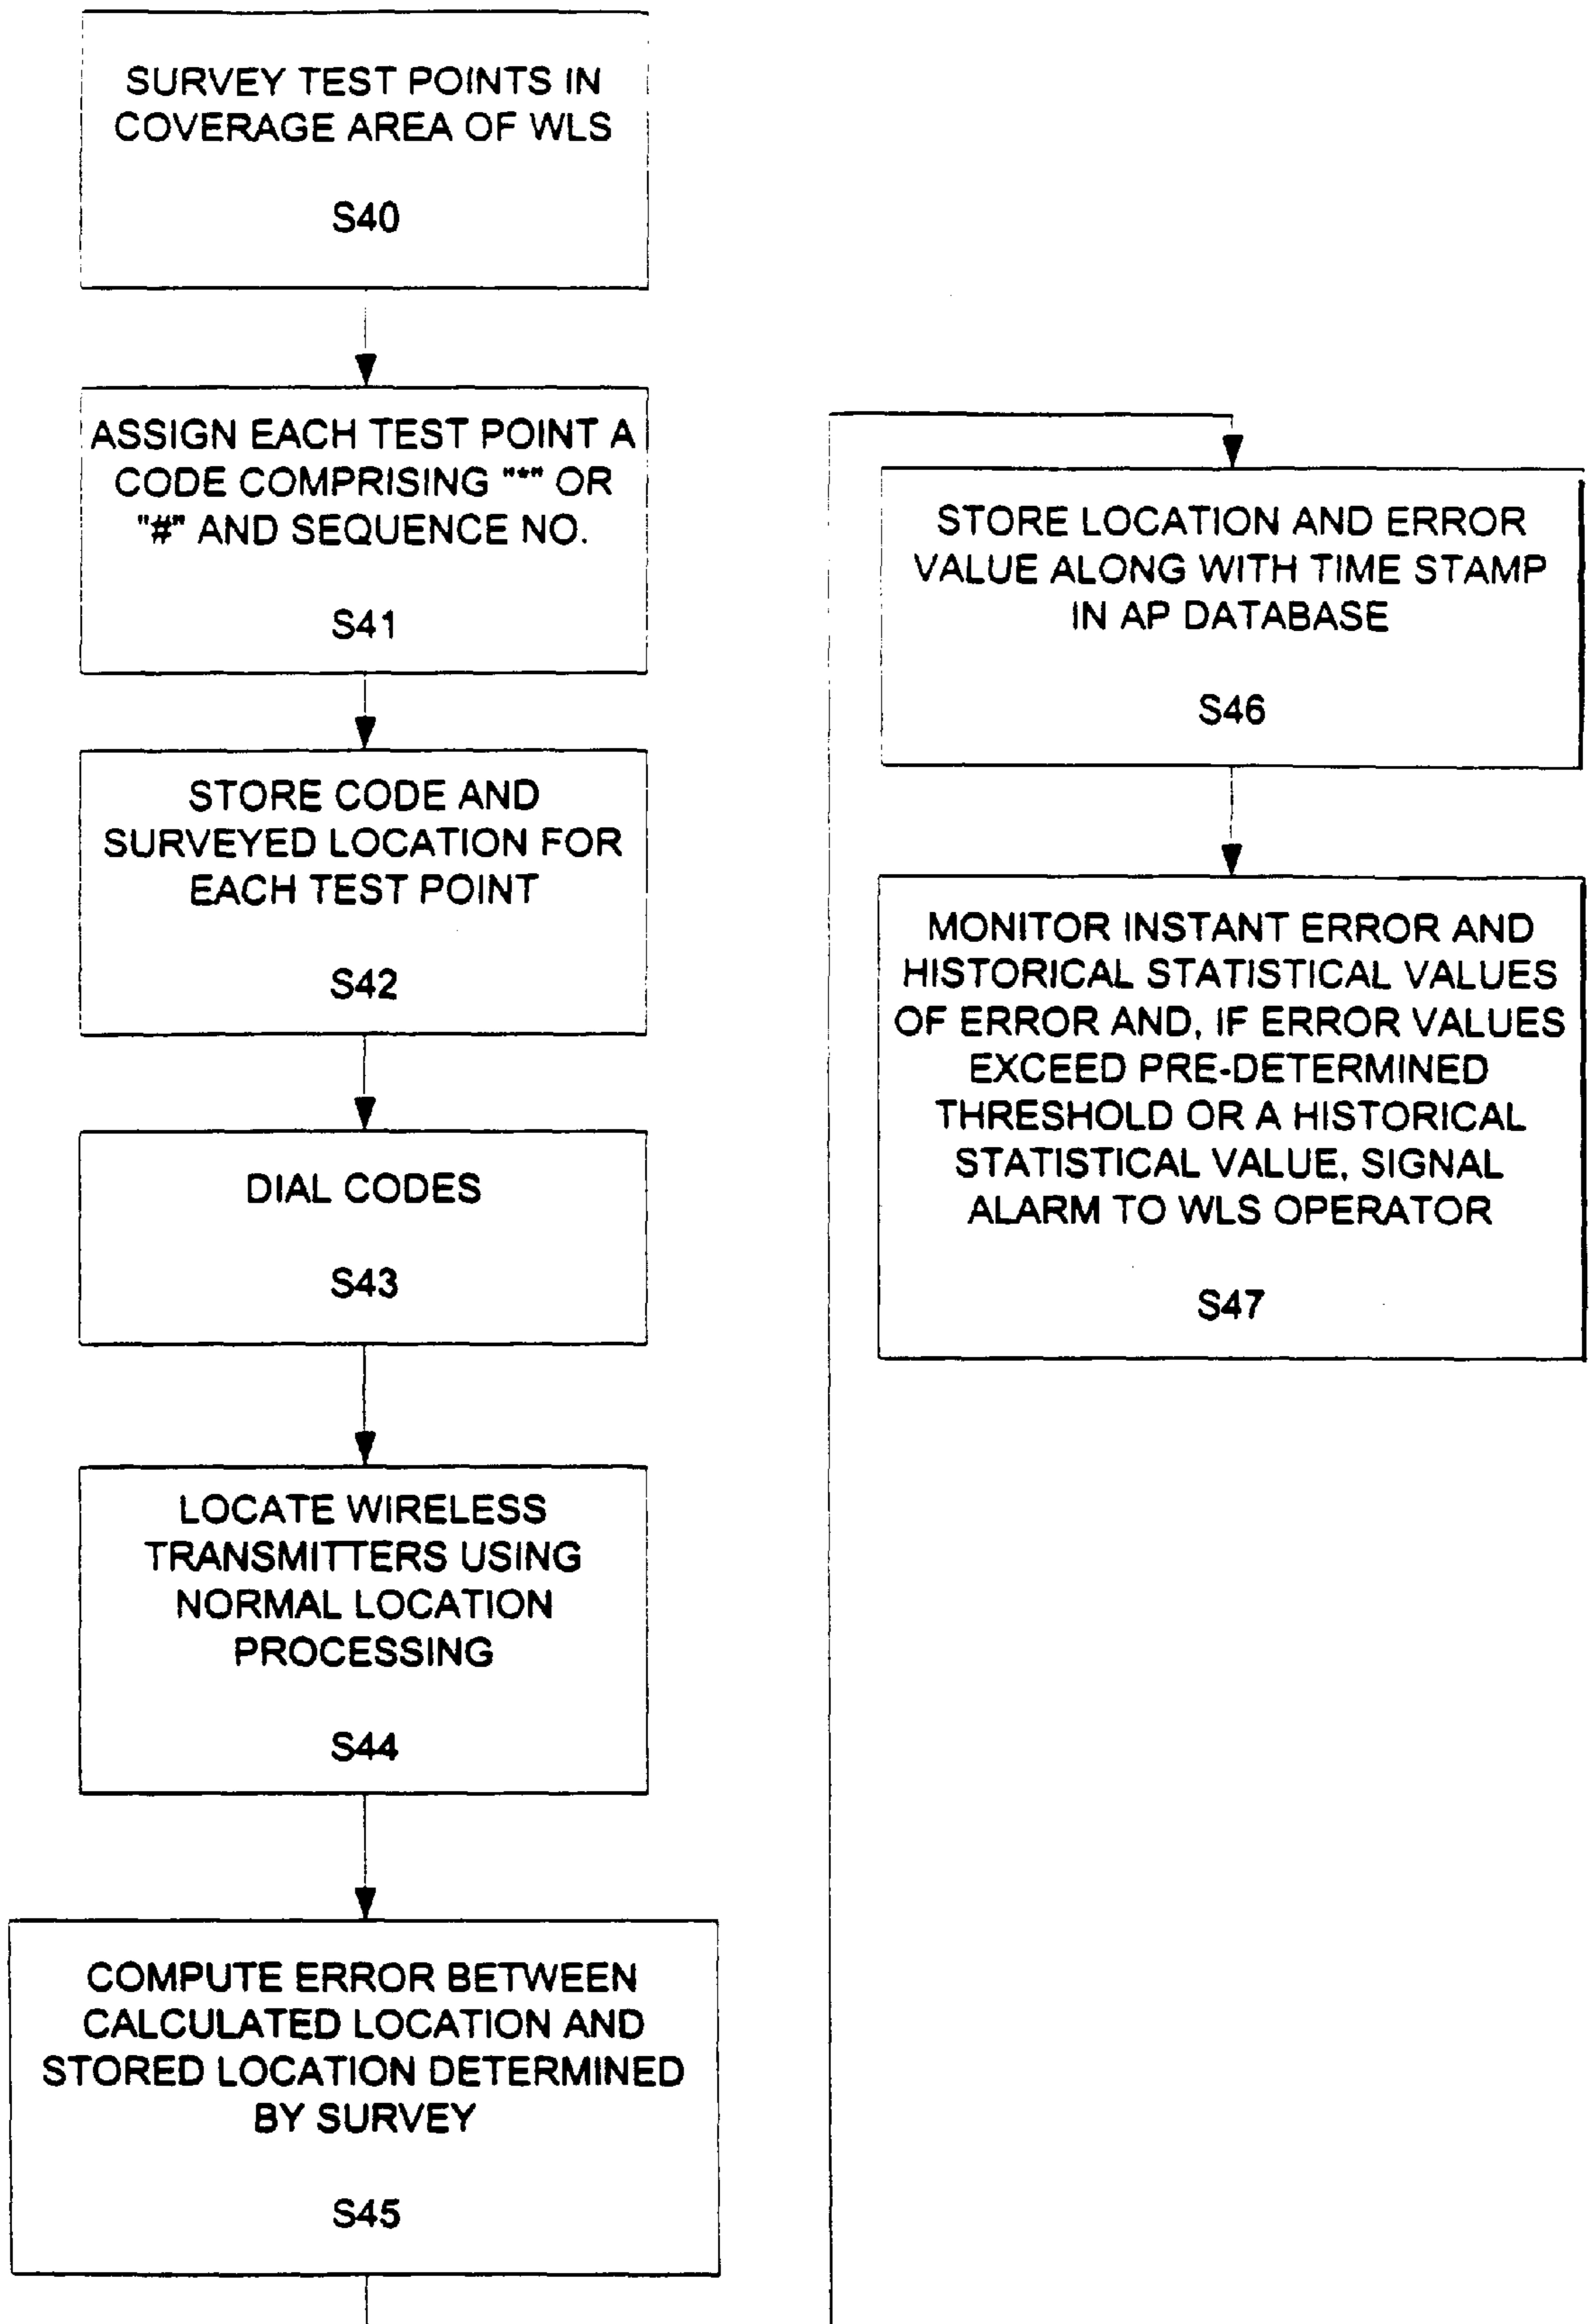 SURVEY TEST POINTS IN
COVERAGE AREA OF WLS
S40
ASSIGN EACH TEST POINT A
CODE COMPRISING "*" OR
"#" AND SEQUENCE NO.
S41
STORE CODE AND
SURVEYED LOCATION FOR
EACH TEST POINT
S42
DIAL CODES
S43
LOCATE WIRELESS
TRANSMITTERS USING
NORMAL LOCATION
PROCESSING
S44
COMPUTE ERROR BETWEEN
CALCULATED LOCATION AND
STORED LOCATION DETERMINED
BY SURVEY
S45
STORE LOCATION AND ERROR
VALUE ALONG WITH TIME STAMP
IN AP DATABASE
S46
MONITOR INSTANT ERROR AND
HISTORICAL STATISTICAL VALUES
OF ERROR AND, IF ERROR VALUES
EXCEED PRE-DETERMINED
THRESHOLD OR A HISTORICAL
STATISTICAL VALUE, SIGNAL
ALARM TO WLS OPERATOR
S47